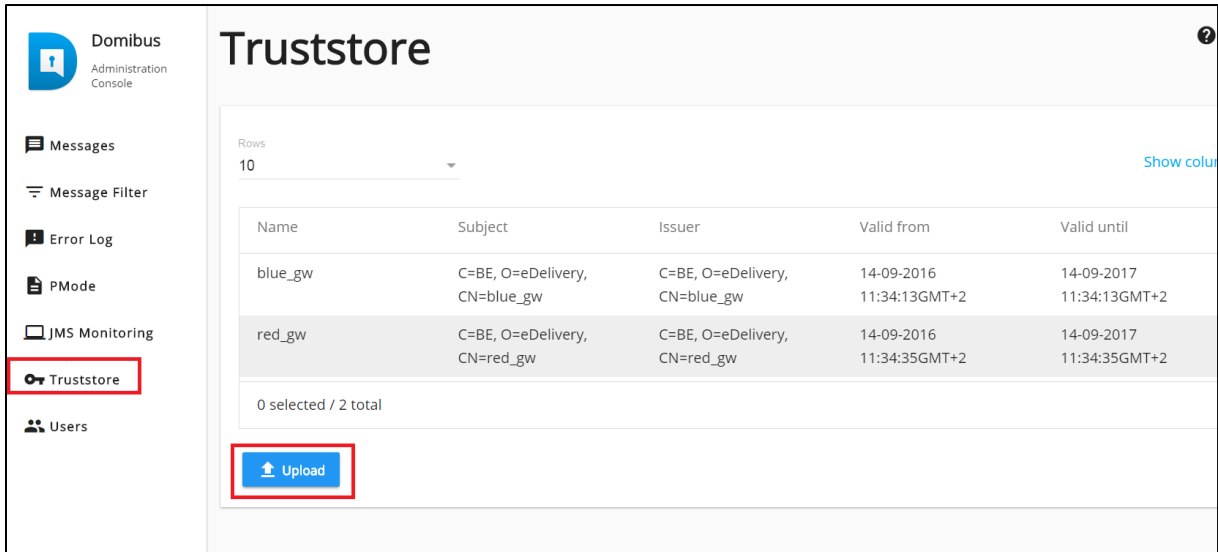 Domibus
Administration
Console
Messages
Message Filter
Error Log
PMode
JMS Monitoring
Truststore
Users
Truststore
Rows
10
Show colu
Name Subject Issuer Valid from Valid until
blue_gw C=BE, O=eDelivery, C=BE, O=eDelivery, 14-09-2016 14-09-2017
CN=blue_gw CN=blue_gw 11:34:13GMT+2 11:34:13GMT+2
red_gw C=BE, O=eDelivery, C=BE, O=eDelivery, 14-09-2016 14-09-2017
CN=red_gw CN=red_gw 11:34:35GMT+2 11:34:35GMT+2
0 selected / 2 total
Upload